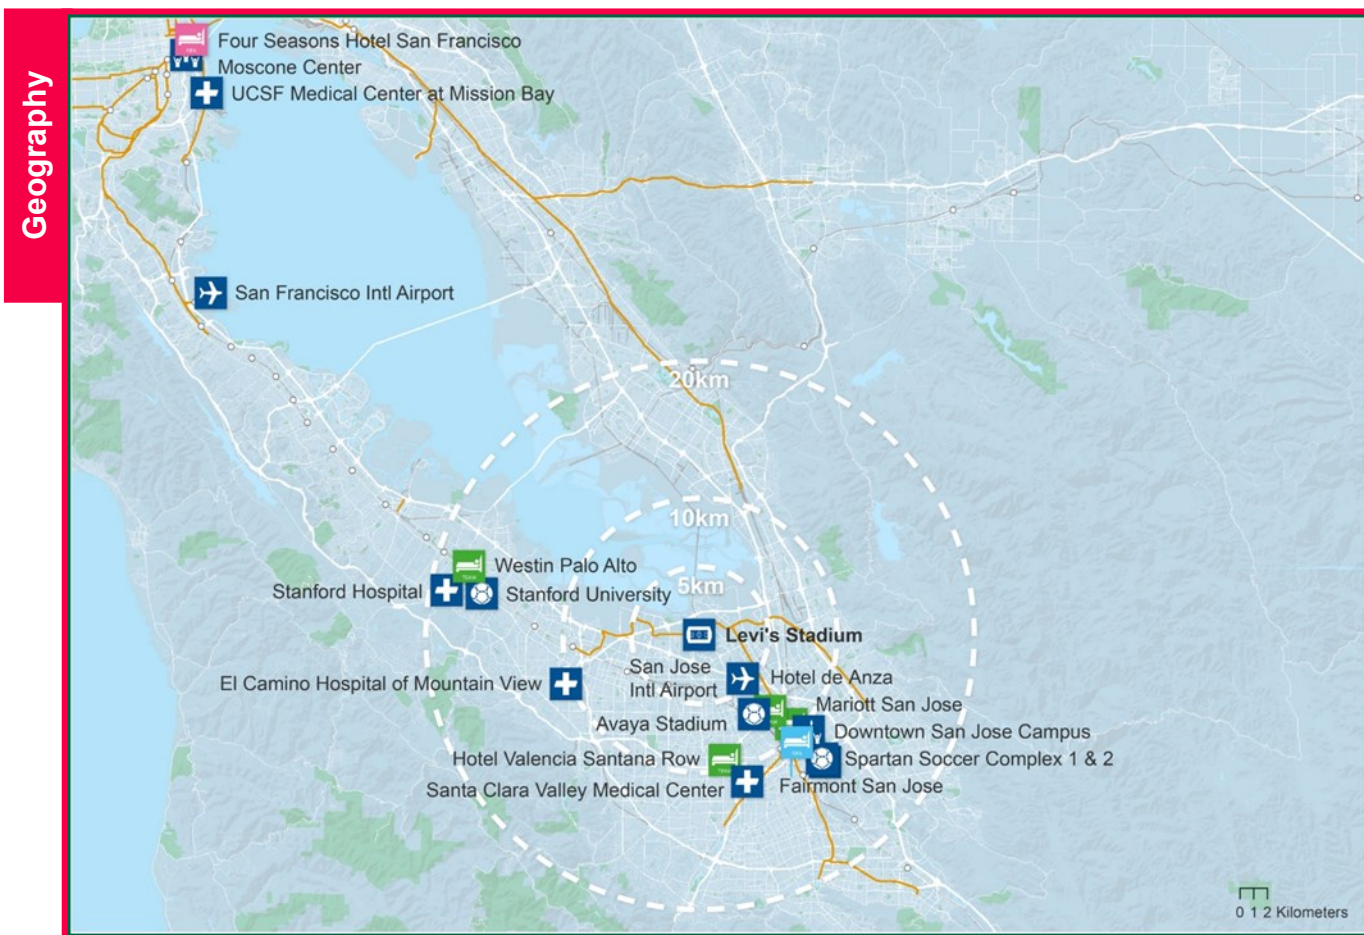 Geography
Four Seasons Hotel San Francisco
Moscone Center
UCSF Medical Center at Mission Bay
San Francisco Intl Airport
20km
10km
5km
Westin Palo Alto
Stanford Hospital
Stanford University
Levi's Stadium
San Jose
Intl Airport
Hotel de Anza
El Camino Hospital of Mountain View
Mariott San Jose
Avaya Stadium
Downtown San Jose Campus
Hotel Valencia Santana Row
Spartan Soccer Complex 1 & 2
Santa Clara Valley Medical Center
Fairmont San Jose
0 1 2 Kilometers